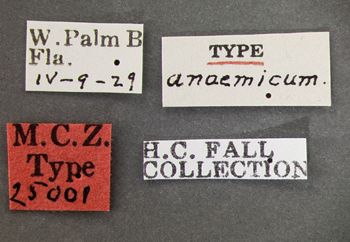 W. Palm B
Fla.
IV-9-29
TYPE
anaemicum.
M.C.Z.
Type
25001
H.C. FALL
COLLECTION